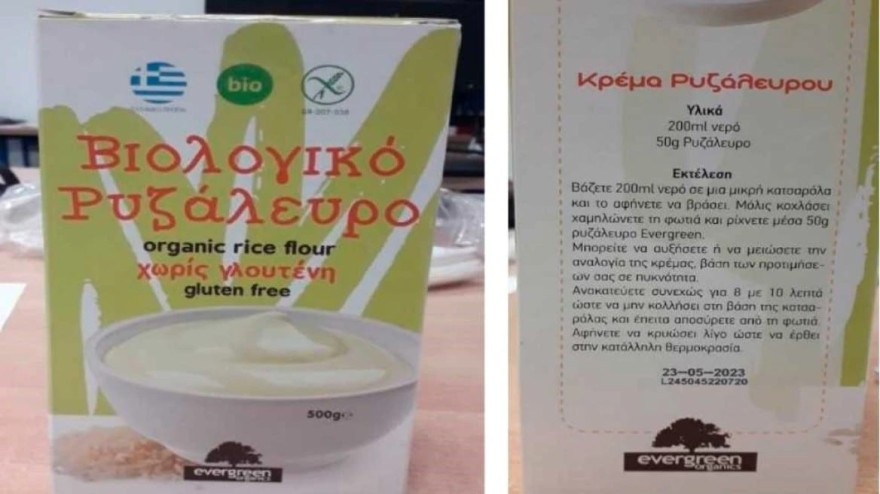 bio
Βιολογικό
Ρυζάλευρο
organic rice flour
χωρίς γλουτένη
gluten free
500g℮
evergreen
organics
Κρέμα Ρυζάλευρου
Υλικά
200ml νερό
50g Ρυζάλευρο
Εκτέλεση
Βάζετε 200ml νερό σε μια μικρή κατσαρόλα
και το αφήνετε να βράσει. Μόλις κοχλάσει
χαμηλώνετε τη φωτιά και ρίχνετε μέσα 50g
ρυζάλευρο Evergreen.
Μπορείτε να αυξήσετε ή να μειώσετε την
αναλογία της κρέμας, βάση των προτιμήσε-
ων σας σε πυκνότητα.
Ανακατεύετε συνεχώς για 8 με 10 λεπτά
ώστε να μην κολλήσει στη βάση της κατσα-
ρόλας και έπειτα αποσύρετε από τη φωτιά.
Αφήνετε να κρυώσει λίγο ώστε να έρθει
στην κατάλληλη θερμοκρασία.
23-05-2023
L245045220720
evergreen
organics